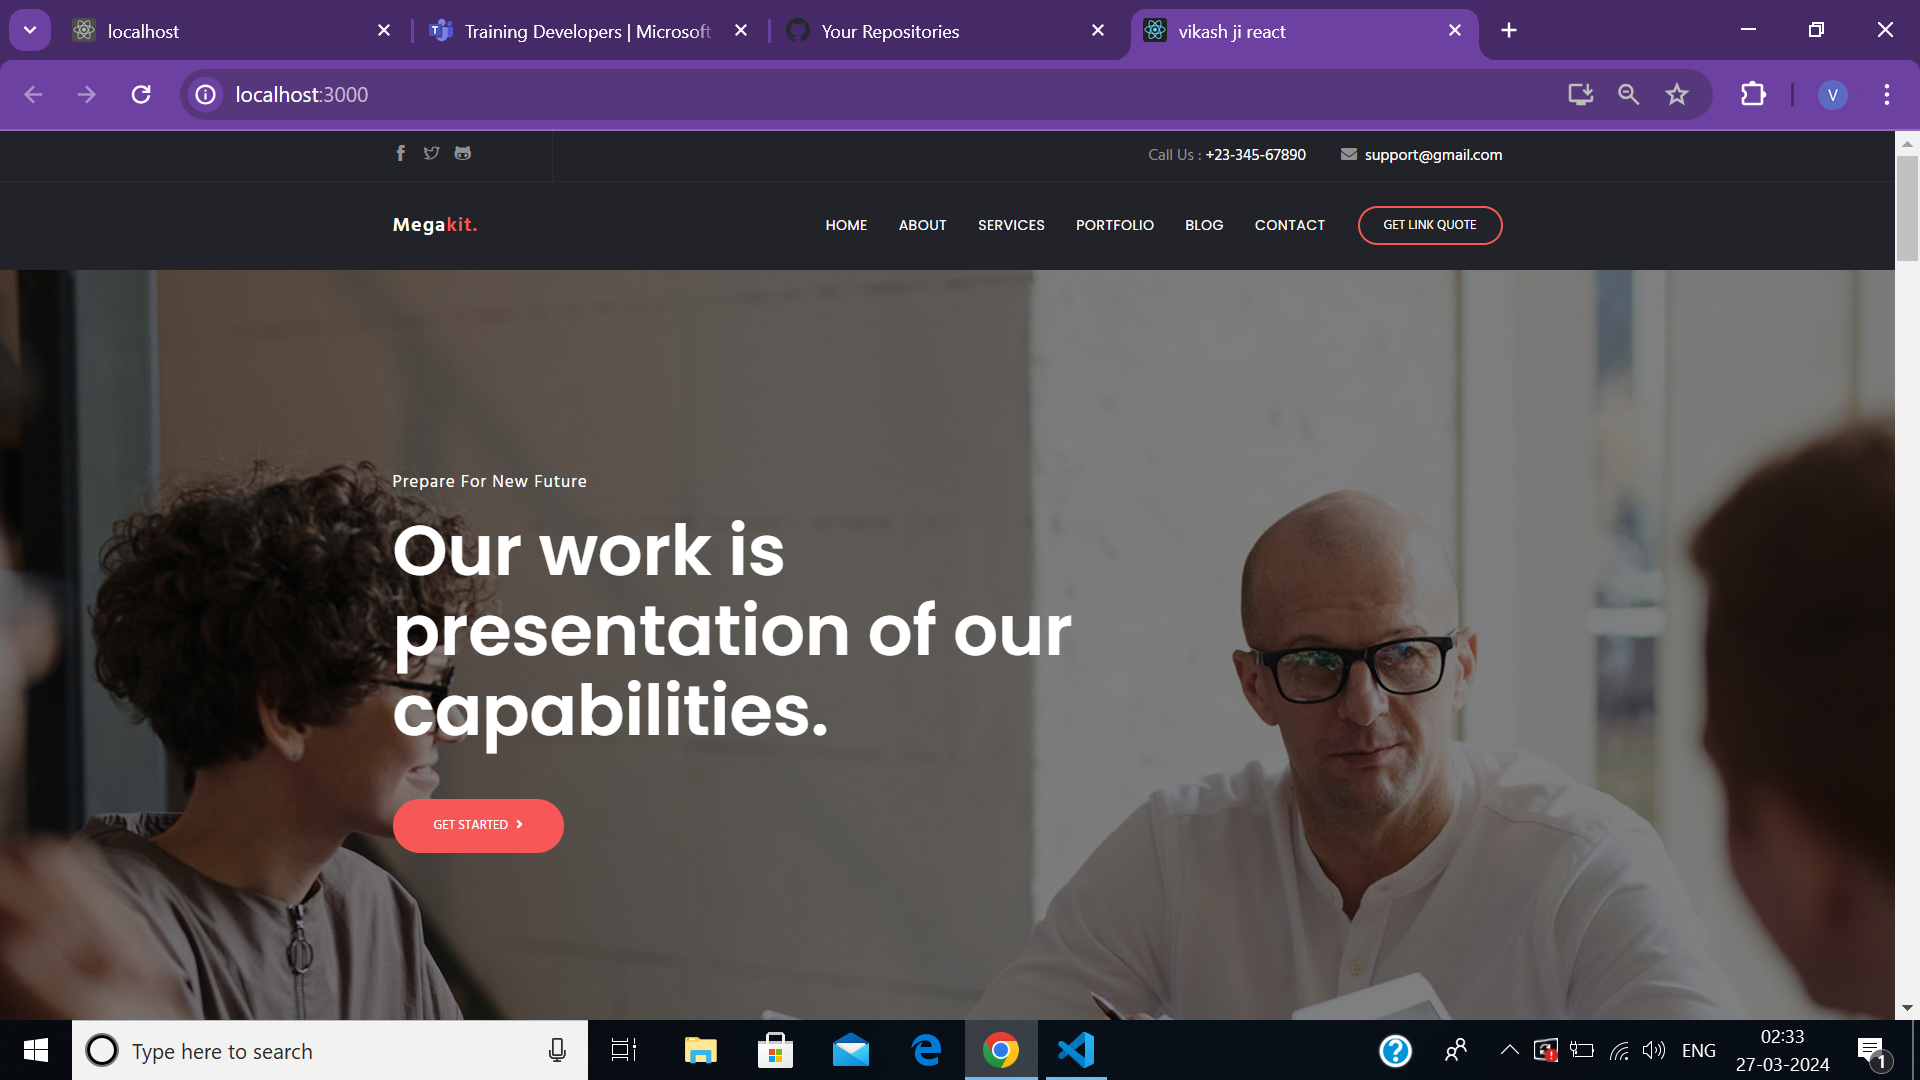 localhost
Training Developers | Microsoft
Your Repositories
vikash ji react
localhost:3000
V
Call Us : +23-345-67890
support@gmail.com
Megakit.
HOME
ABOUT
SERVICES
PORTFOLIO
BLOG
CONTACT
GET LINK QUOTE
Prepare For New Future
Our work is
presentation of our
capabilities.
GET STARTED
Type here to search
ENG
02:33
27-03-2024
1